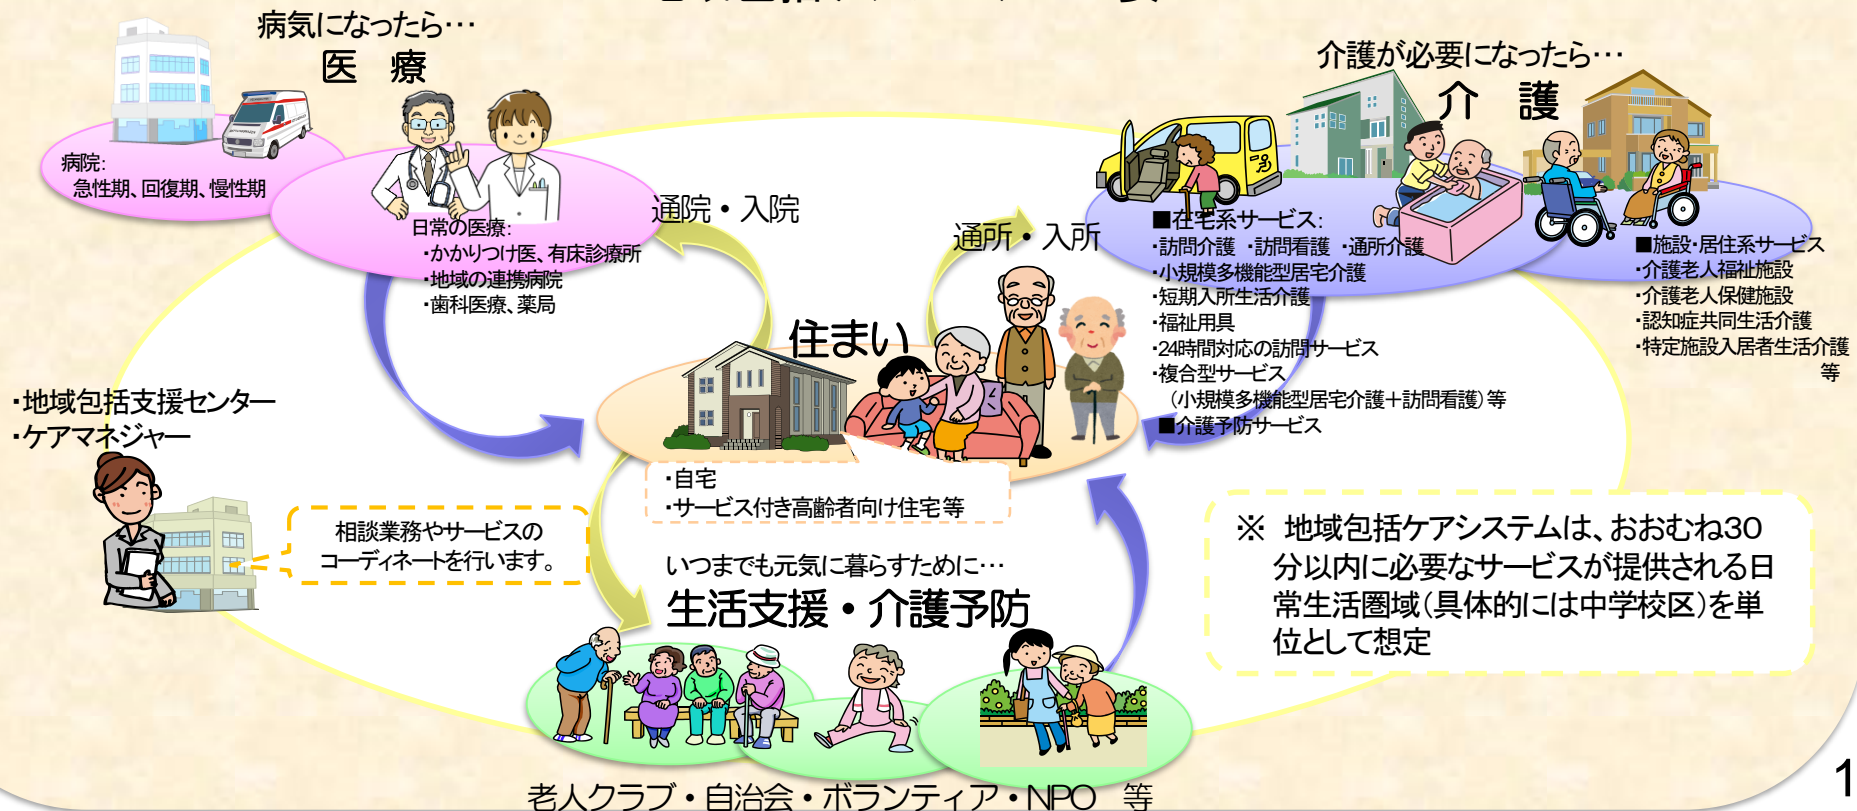 病気になったら…
医　療
病院:
急性期、回復期、慢性期
日常の医療:
・かかりつけ医、有床診療所
・地域の連携病院
・歯科医療、薬局
通院・入院
通所・入所
介護が必要になったら…
介　護
■在宅系サービス:
・訪問介護 ・訪問看護 ・通所介護
・小規模多機能型居宅介護
・短期入所生活介護
・福祉用具
・24時間対応の訪問サービス
・複合型サービス
（小規模多機能型居宅介護＋訪問看護）等
■介護予防サービス
■施設・居住系サービス
・介護老人福祉施設
・介護老人保健施設
・認知症共同生活介護
・特定施設入居者生活介護
等
住まい
・自宅
・サービス付き高齢者向け住宅等
・地域包括支援センター
・ケアマネジャー
相談業務やサービスの
コーディネートを行います。
いつまでも元気に暮らすために…
生活支援・介護予防
老人クラブ・自治会・ボランティア・NPO　等
※　地域包括ケアシステムは、おおむね30
分以内に必要なサービスが提供される日
常生活圏域（具体的には中学校区）を単
位として想定
1